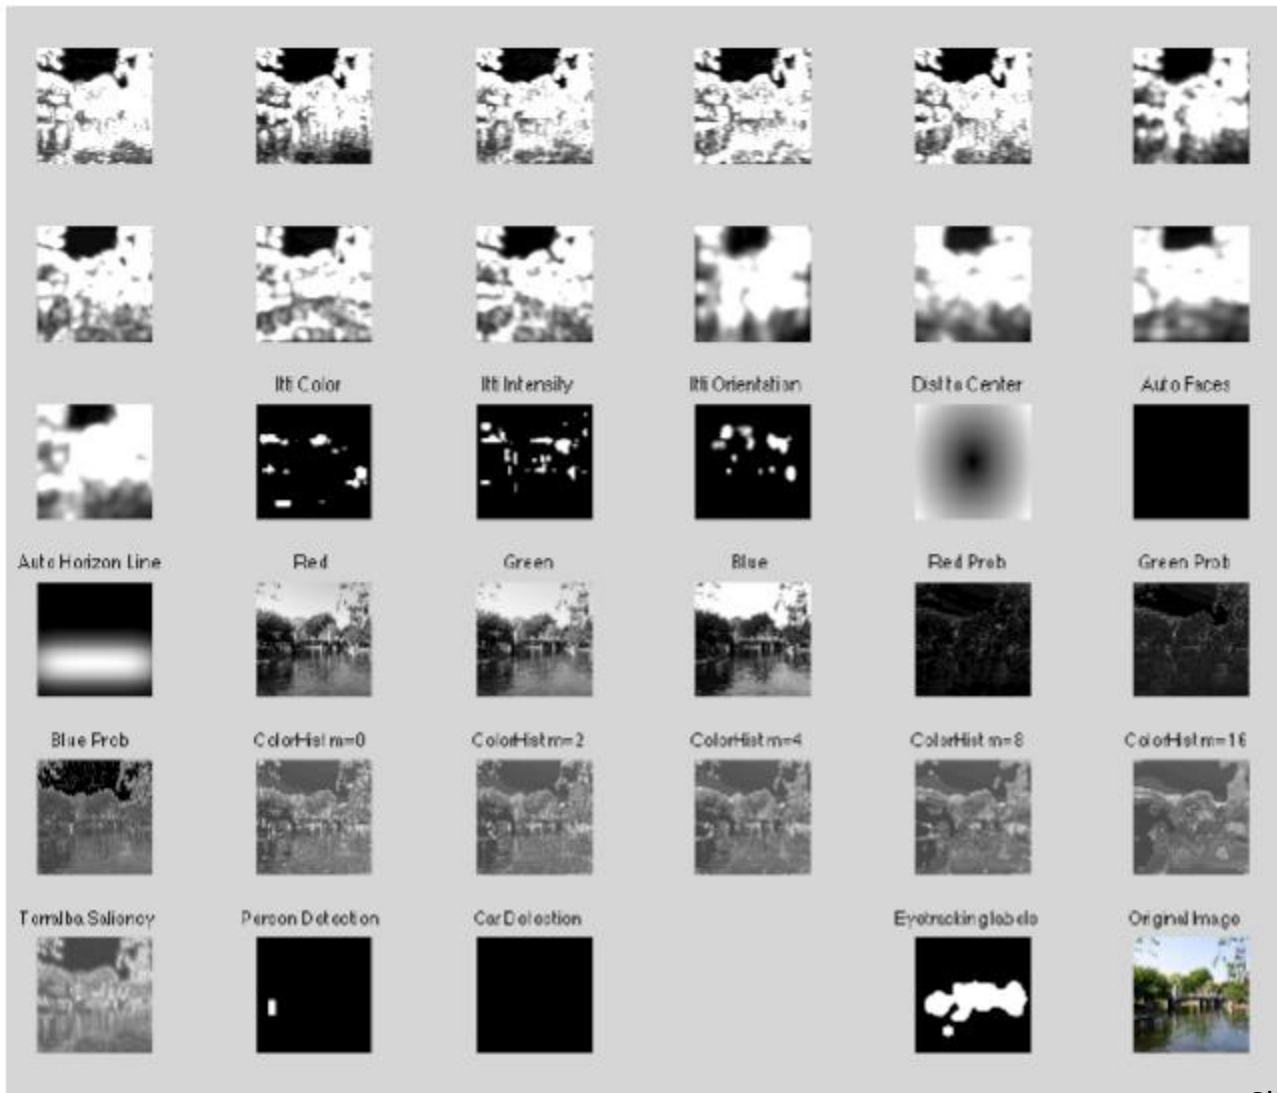 Itti Color Itti Intensity Itti Orientation Dist to Center Auto Faces
Auto Horizon Line Red Green Blue Red Prob Green Prob
Blue Prob ColorHist m=0 ColorHist m=2 ColorHist m=4 ColorHist m=8 ColorHist m=16
Torralba Saliency Person Detection Car Detection Eyetracking labels Original Image